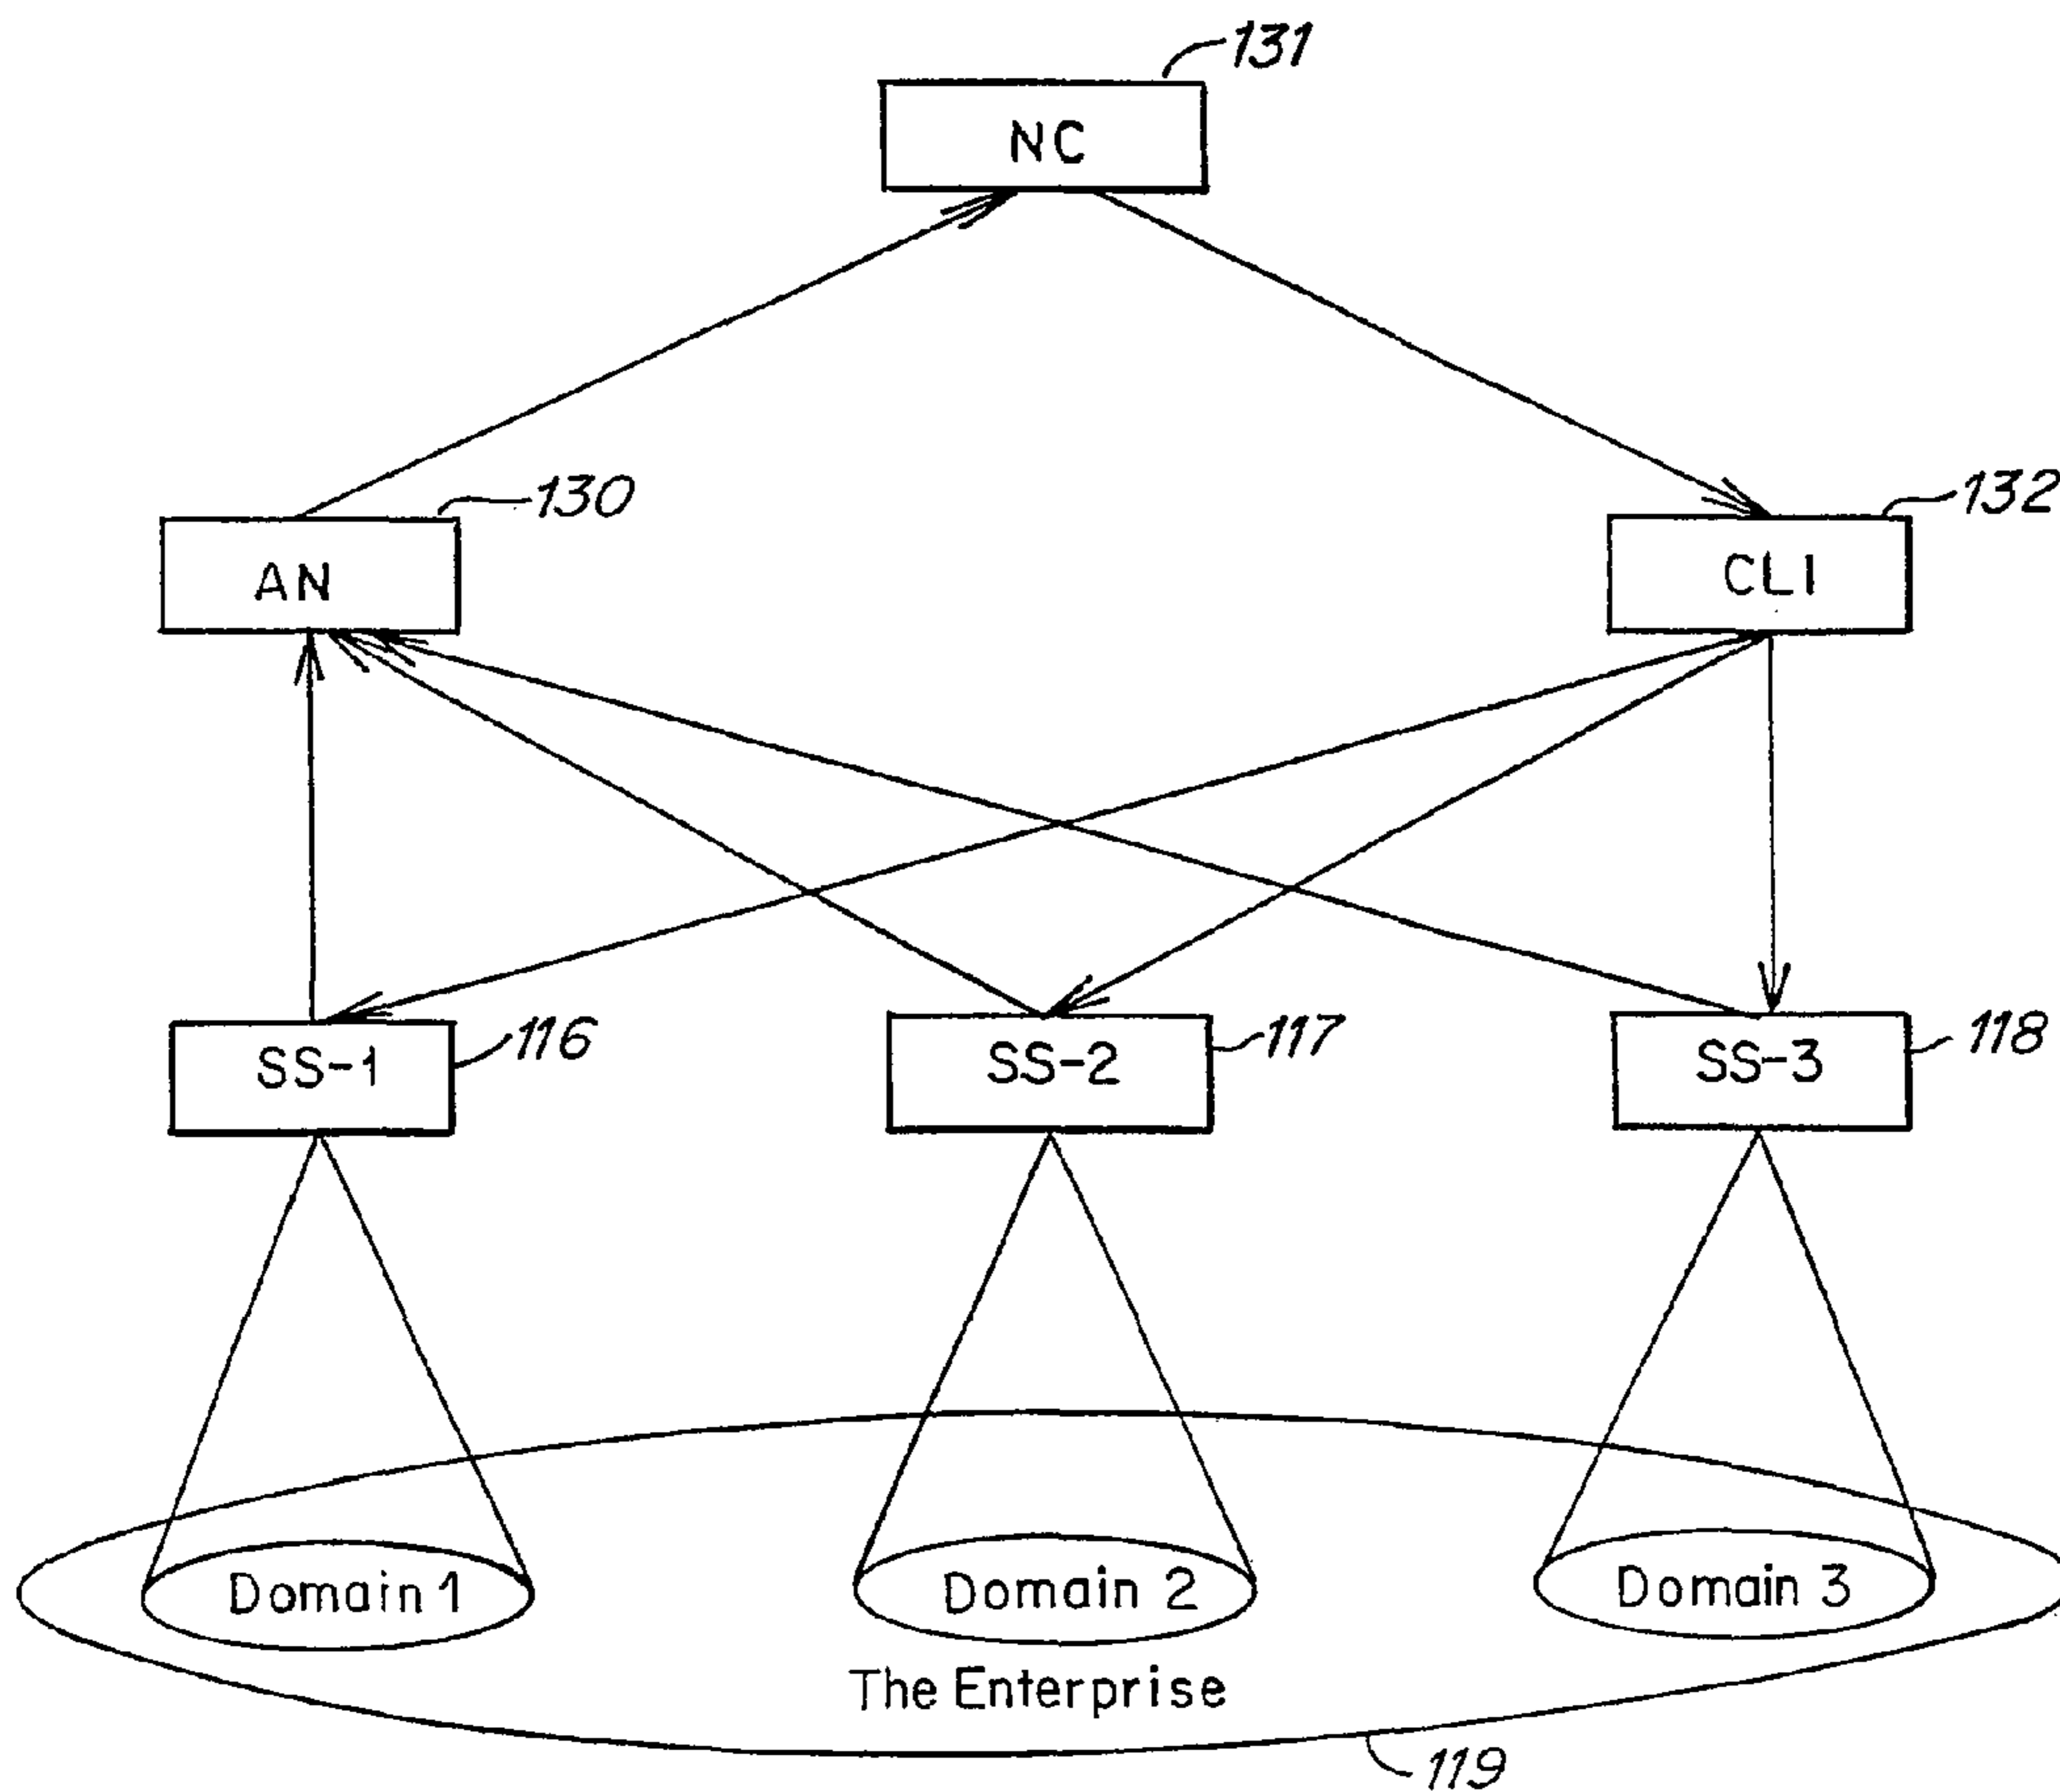 131
NC
130
132
AN
CLI
SS-1
116
SS-2
117
SS-3
118
Domain 1
Domain 2
Domain 3
The Enterprise
119